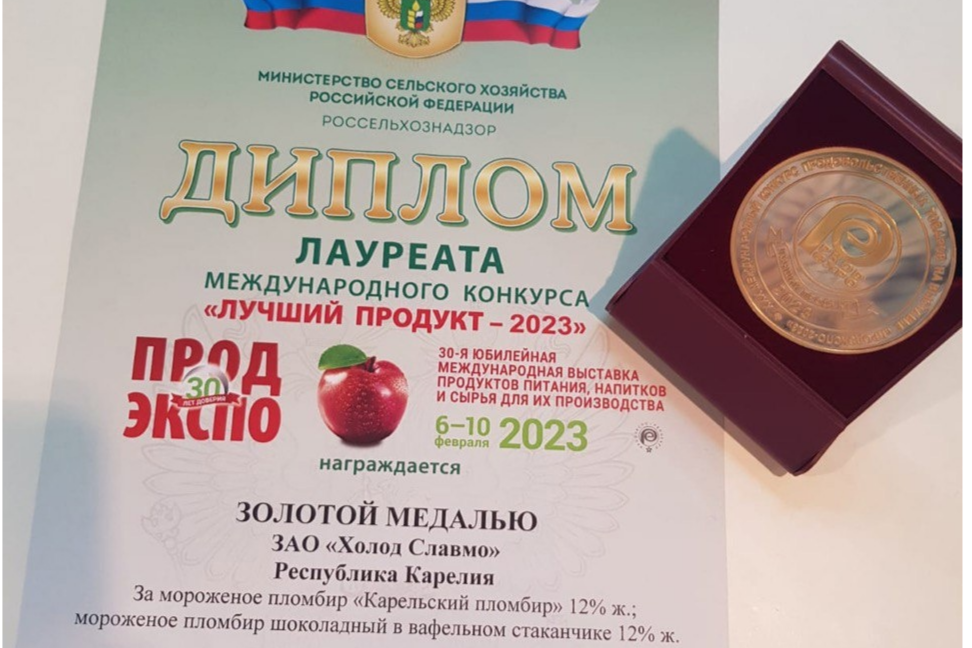 МИНИСТЕРСТВО СЕЛЬСКОГО ХОЗЯЙСТВА
РОССИЙСКОЙ ФЕДЕРАЦИИ
РОССЕЛЬХОЗНАДЗОР
ДИПЛОМ
ЛАУРЕАТА
МЕЖДУНАРОДНОГО КОНКУРСА
«ЛУЧШИЙ ПРОДУКТ – 2023»
ПРОД
30
ЛЕТ ДОВЕРИЯ
ЭКСПО
30-Я ЮБИЛЕЙНАЯ
МЕЖДУНАРОДНАЯ ВЫСТАВКА
ПРОДУКТОВ ПИТАНИЯ, НАПИТКОВ
И СЫРЬЯ ДЛЯ ИХ ПРОИЗВОДСТВА
6–10
февраля 2023
награждается
ЗОЛОТОЙ МЕДАЛЬЮ
ЗАО «Холод Славмо»
Республика Карелия
За мороженое пломбир «Карельский пломбир» 12% ж.;
мороженое пломбир шоколадный в вафельном стаканчике 12% ж.